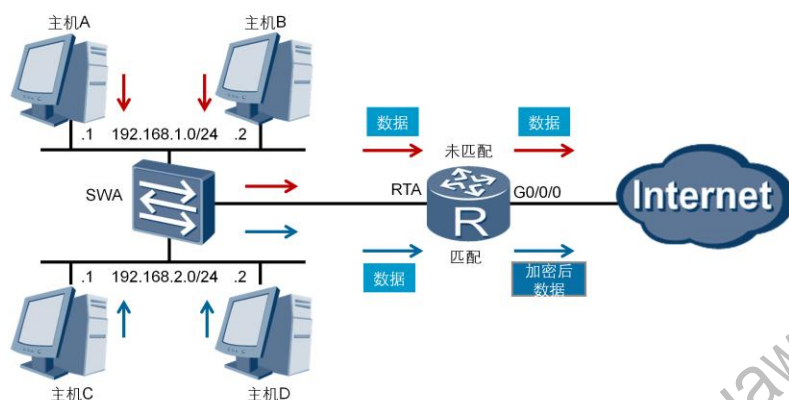 主机A
主机B
.1 192.168.1.0/24 .2
数据
数据
未匹配
SWA
RTA
G0/0/0
Internet
R
匹配
.1 192.168.2.0/24 .2
数据
加密后
数据
主机C
主机D